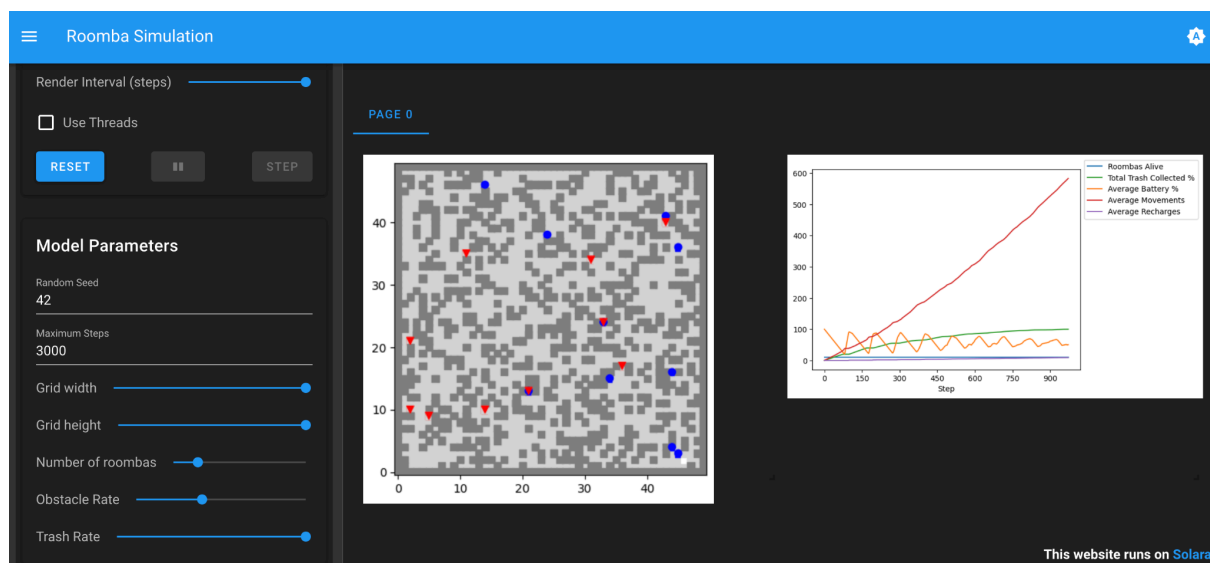 Roomba Simulation
A
Render Interval (steps)
Use Threads
RESET
STEP
PAGE 0
Model Parameters
Random Seed
42
Maximum Steps
3000
Grid width
Grid height
Number of roombas
Obstacle Rate
Trash Rate
40
30
20
10
0
0 10 20 30 40
600
500
400
300
200
100
0
0 150 300 450 600 750 900
Step
Roombas Alive
Total Trash Collected %
Average Battery %
Average Movements
Average Recharges
This website runs on Solara